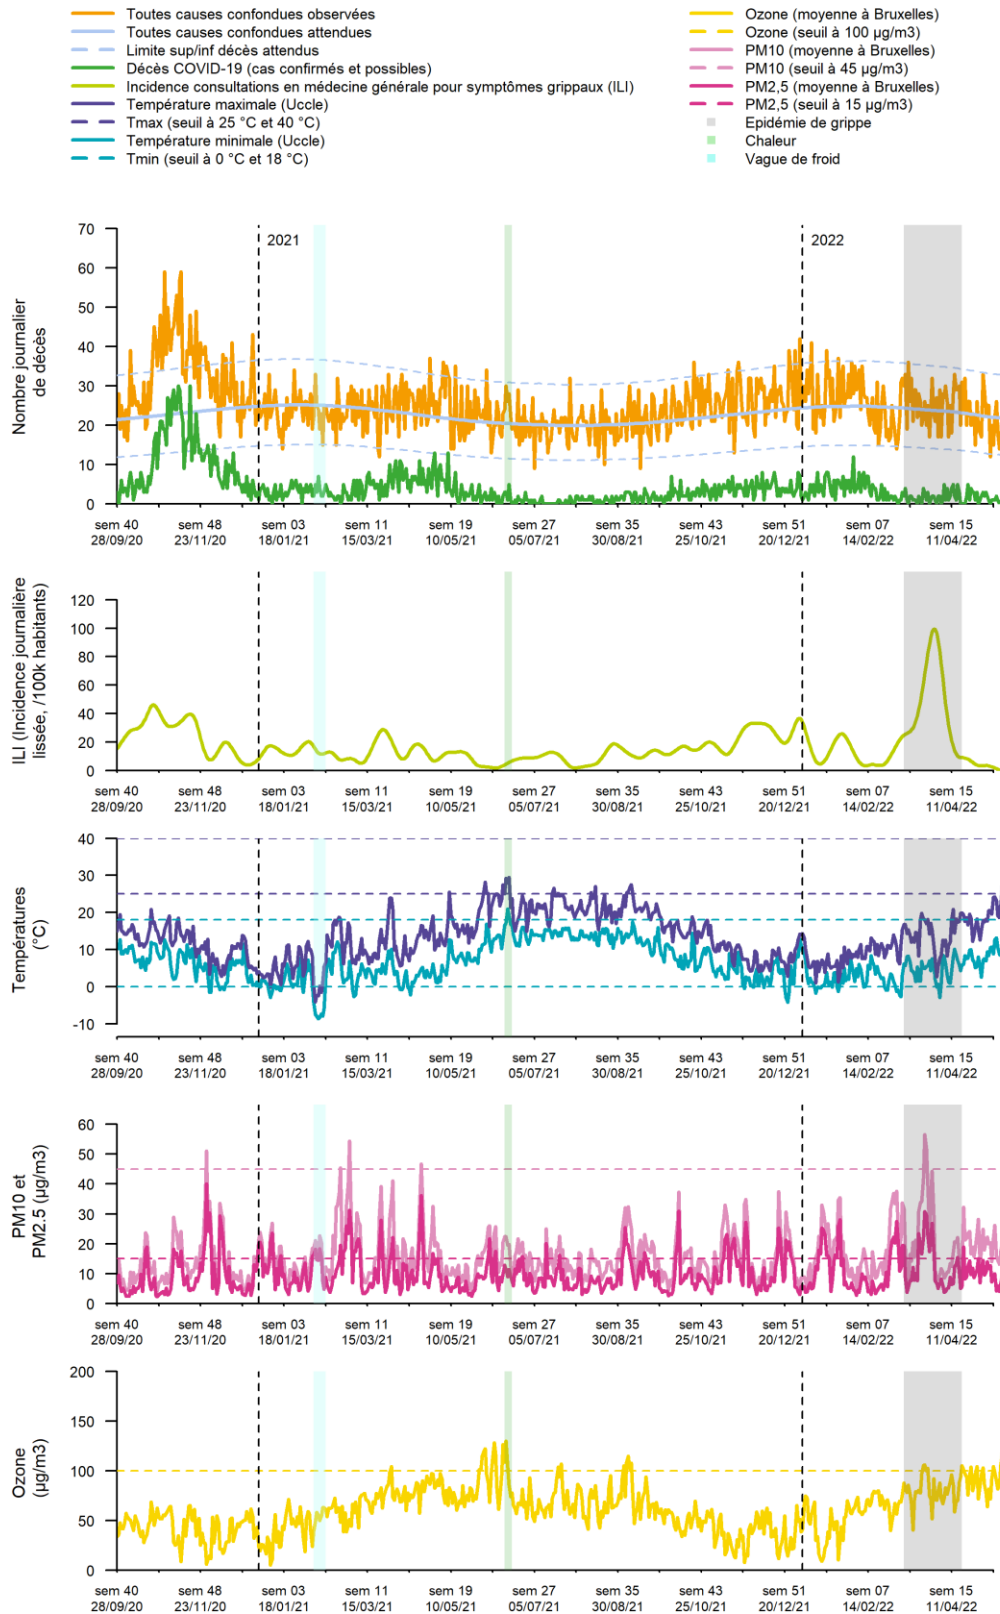 Toutes causes confondues observées
Toutes causes confondues attendues
Limite sup/inf décès attendus
Décès COVID-19 (cas confirmés et possibles)
Incidence consultations en médecine générale pour symptômes grippaux (ILI)
Température maximale (Uccle)
Tmax (seuil à 25 °C et 40 °C)
Température minimale (Uccle)
Tmin (seuil à 0 °C et 18 °C)
Ozone (moyenne à Bruxelles)
Ozone (seuil à 100 µg/m3)
PM10 (moyenne à Bruxelles)
PM10 (seuil à 45 µg/m3)
PM2,5 (moyenne à Bruxelles)
PM2,5 (seuil à 15 µg/m3)
Epidémie de grippe
Chaleur
Vague de froid
Nombre journalier
de décès
70
60
50
40
30
20
10
0
2021
2022
sem 40 sem 48 sem 03 sem 11 sem 19 sem 27 sem 35 sem 43 sem 51 sem 07 sem 15
28/09/20 23/11/20 18/01/21 15/03/21 10/05/21 05/07/21 30/08/21 25/10/21 20/12/21 14/02/22 11/04/22
ILI (Incidence journalière
lissée, /100k habitants)
120
100
80
60
40
20
0
sem 40 sem 48 sem 03 sem 11 sem 19 sem 27 sem 35 sem 43 sem 51 sem 07 sem 15
28/09/20 23/11/20 18/01/21 15/03/21 10/05/21 05/07/21 30/08/21 25/10/21 20/12/21 14/02/22 11/04/22
Températures
(°C)
40
30
20
10
0
-10
sem 40 sem 48 sem 03 sem 11 sem 19 sem 27 sem 35 sem 43 sem 51 sem 07 sem 15
28/09/20 23/11/20 18/01/21 15/03/21 10/05/21 05/07/21 30/08/21 25/10/21 20/12/21 14/02/22 11/04/22
PM10 et
PM2.5 (µg/m3)
60
50
40
30
20
10
0
sem 40 sem 48 sem 03 sem 11 sem 19 sem 27 sem 35 sem 43 sem 51 sem 07 sem 15
28/09/20 23/11/20 18/01/21 15/03/21 10/05/21 05/07/21 30/08/21 25/10/21 20/12/21 14/02/22 11/04/22
Ozone
(µg/m3)
200
150
100
50
0
sem 40 sem 48 sem 03 sem 11 sem 19 sem 27 sem 35 sem 43 sem 51 sem 07 sem 15
28/09/20 23/11/20 18/01/21 15/03/21 10/05/21 05/07/21 30/08/21 25/10/21 20/12/21 14/02/22 11/04/22